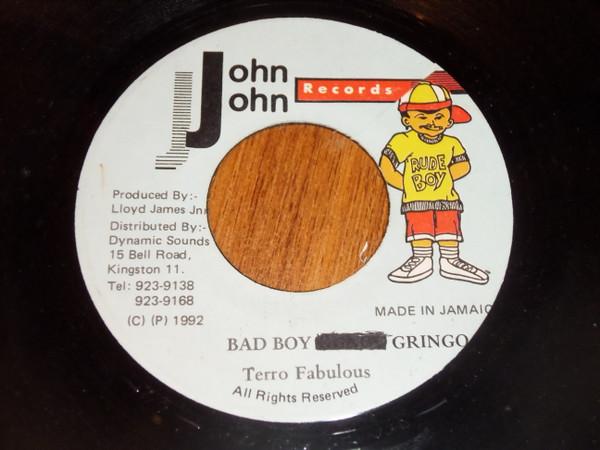 John
John
Records
RUDE
BOY
Produced By:-
Lloyd James Jnr
Distributed By:-
Dynamic Sounds
15 Bell Road,
Kingston 11.
Tel: 923-9138
923-9168
(C) (P) 1992
MADE IN JAMAIC
BAD BOY GRINGO
Terro Fabulous
All Rights Reserved